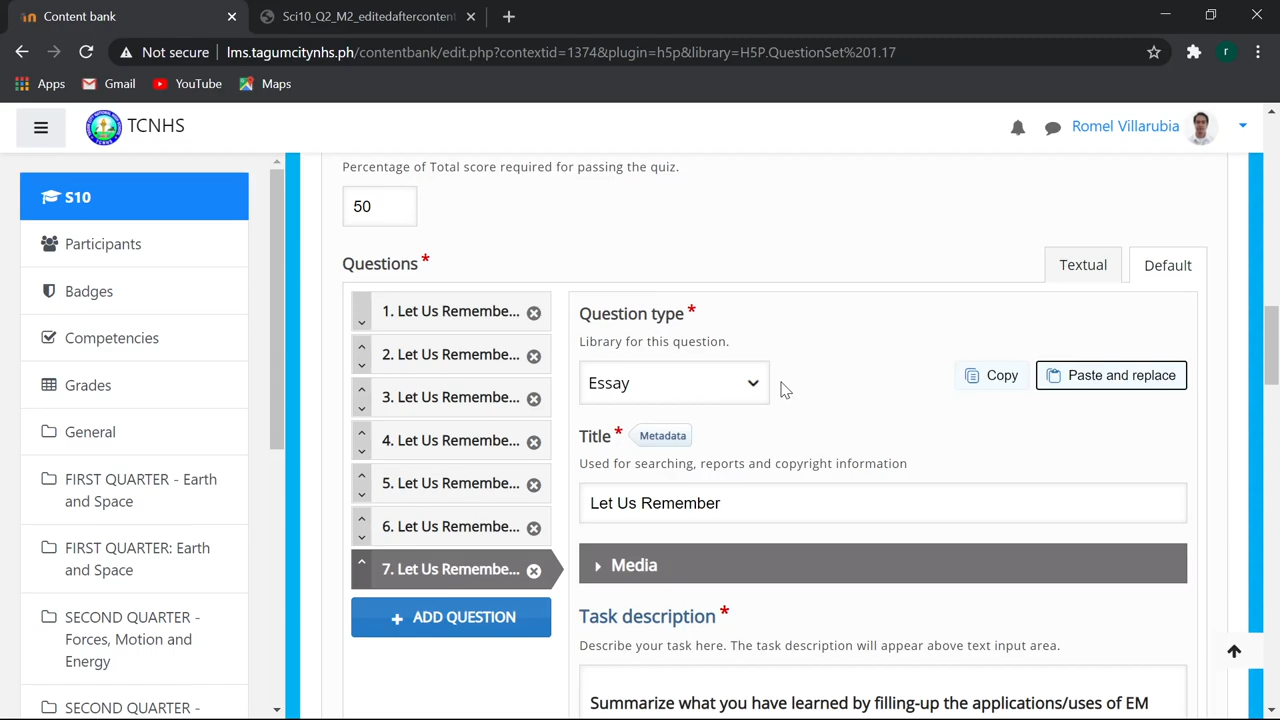 Content bank
Sci10_Q2_M2_editedaftercontent
Not secure
lms.tagumcitynhs.ph/contentbank/edit.php?contextid=1374&plugin=h5p&library=H5P.QuestionSet%201.17
r
Apps
Gmail
YouTube
Maps
TCNHS
Romel Villarubia
S10
Participants
Badges
Competencies
Grades
General
FIRST QUARTER - Earth
and Space
FIRST QUARTER: Earth
and Space
SECOND QUARTER -
Forces, Motion and
Energy
SECOND QUARTER -
Percentage of Total score required for passing the quiz.
50
Questions *
Textual
Default
1. Let Us Remembe...
2. Let Us Remembe...
3. Let Us Remembe...
4. Let Us Remembe...
5. Let Us Remembe...
6. Let Us Remembe...
7. Let Us Remembe...
+ ADD QUESTION
Question type *
Library for this question.
Essay
Copy
Paste and replace
Title *
Metadata
Used for searching, reports and copyright information
Let Us Remember
Media
Task description *
Describe your task here. The task description will appear above text input area.
Summarize what you have learned by filling-up the applications/uses of EM